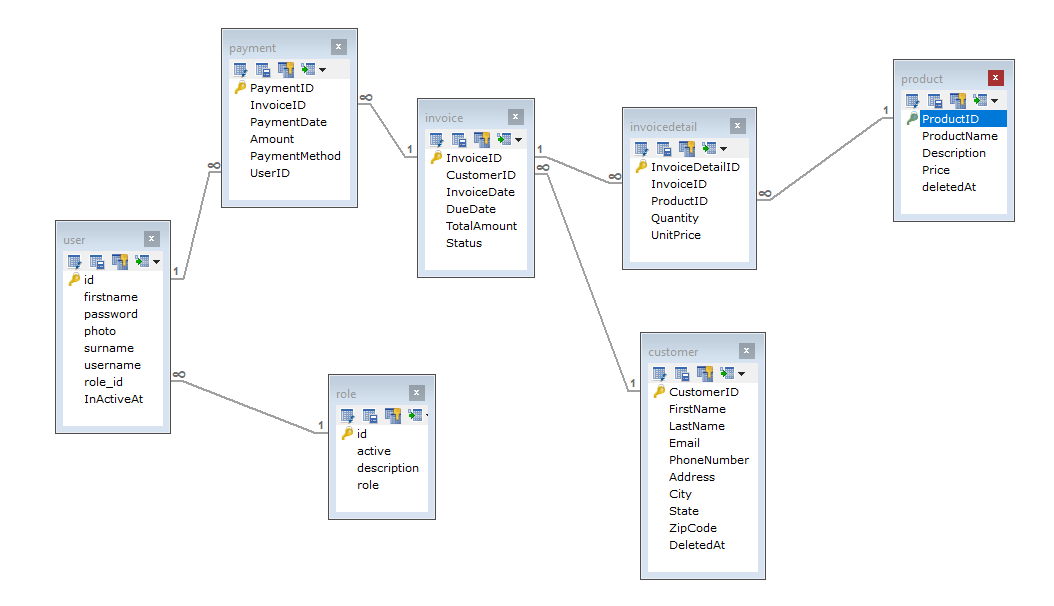 payment
PaymentID
InvoiceID
PaymentDate
Amount
PaymentMethod
UserID
∞
∞
1
invoice
InvoiceID
CustomerID
InvoiceDate
DueDate
TotalAmount
Status
1
∞
∞
invoicedetail
InvoiceDetailID
InvoiceID
ProductID
Quantity
UnitPrice
∞
1
product
ProductID
ProductName
Description
Price
deletedAt
user
id
firstname
password
photo
surname
username
role_id
InActiveAt
1
∞
1
role
id
active
description
role
1
customer
CustomerID
FirstName
LastName
Email
PhoneNumber
Address
City
State
ZipCode
DeletedAt